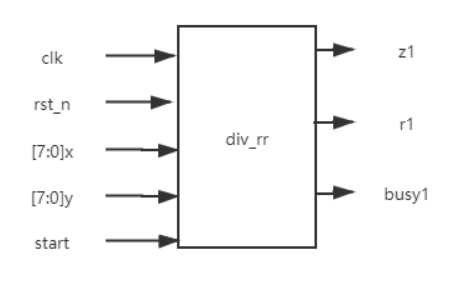 clk
rst_n
[7:0]x
[7:0]y
start
div_rr
z1
r1
busy1